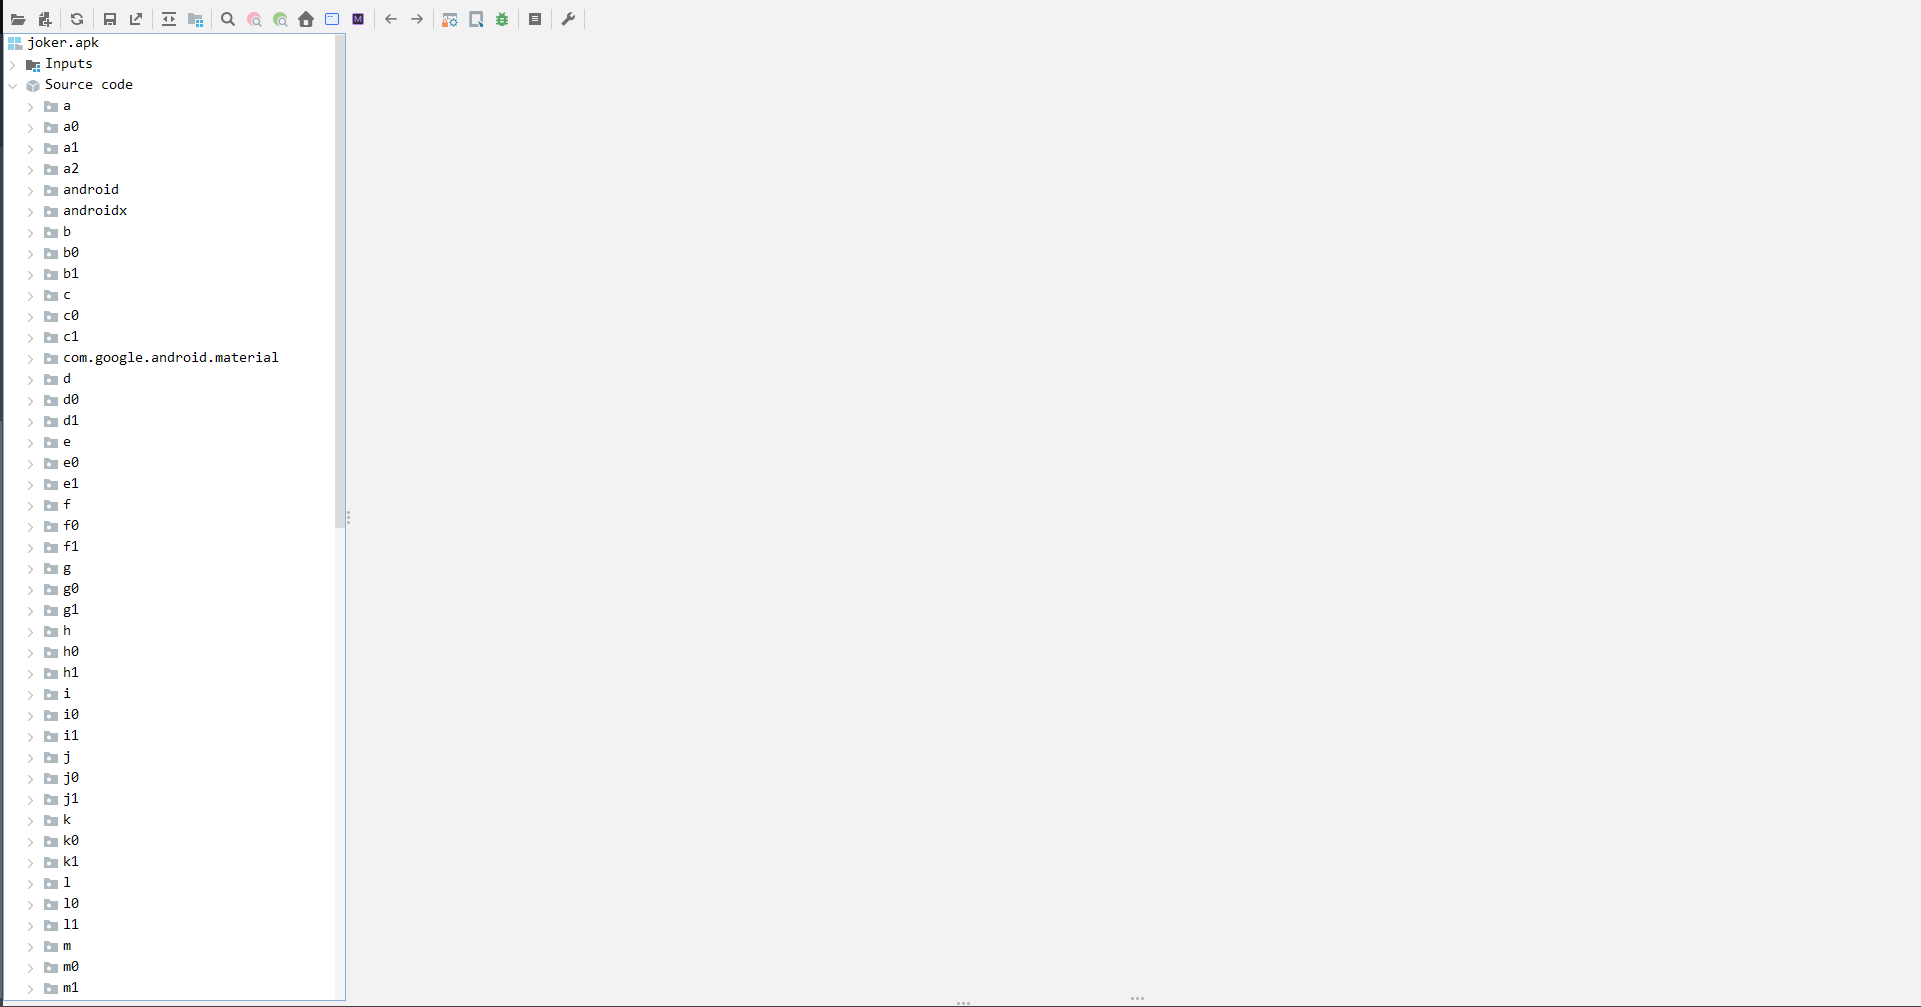 joker.apk
Inputs
Source code
a
a0
a1
a2
android
androidx
b
b0
b1
c
c0
c1
com.google.android.material
d
d0
d1
e
e0
e1
f
f0
f1
g
g0
g1
h
h0
h1
i
i0
i1
j
j0
j1
k
k0
k1
l
l0
l1
m
m0
m1